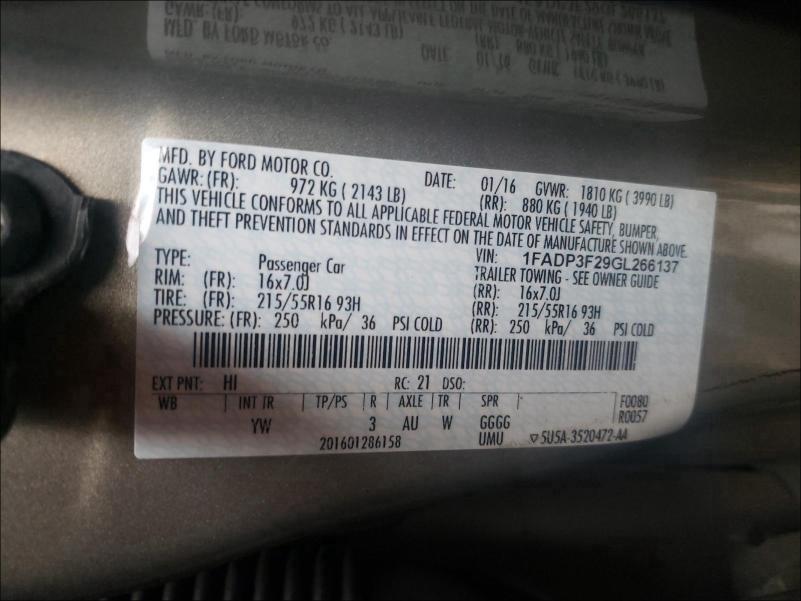 MFD. BY FORD MOTOR CO. DATE: 01/16 GVWR: 1810 KG ( 3990 LB)
GAWR: (FR): 972 KG ( 2143 LB) (RR): 880 KG ( 1940 LB)
THIS VEHICLE CONFORMS TO ALL APPLICABLE FEDERAL MOTOR VEHICLE SAFETY, BUMPER,
AND THEFT PREVENTION STANDARDS IN EFFECT ON THE DATE OF MANUFACTURE SHOWN ABOVE.
VIN: 1FADP3F29GL266137
TYPE: Passenger Car TRAILER TOWING - SEE OWNER GUIDE
RIM: (FR): 16x7.0J (RR): 16x7.0J
TIRE: (FR): 215/55R16 93H (RR): 215/55R16 93H
PRESSURE: (FR): 250 kPa/ 36 PSI COLD (RR): 250 kPa/ 36 PSI COLD
EXT PNT: HI RC: 21 DSO:
WB INT TR TP/PS R AXLE TR SPR F0080
YW 3 AU W GGGG R0057
201601286158 UMU ▽5U5A-3520472-AA